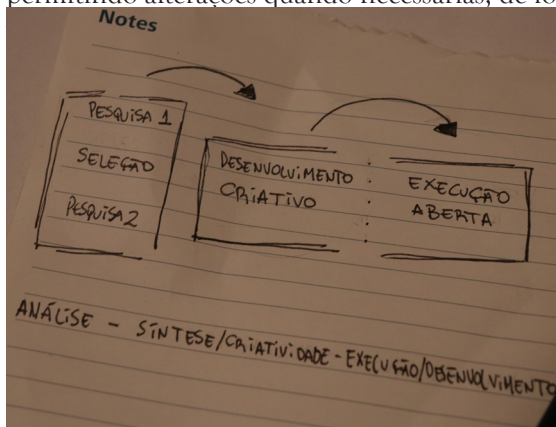 permitindo alterações quando necessárias, de fo
Notes
PESQUISA 1
SELEÇÃO
PESQUISA 2
DESENVOLVIMENTO
CRIATIVO
EXECUÇÃO
ABERTA
ANÁLISE - SÍNTESE/CRIATIVIDADE - EXECUÇÃO/DESENVOLVIMENTO